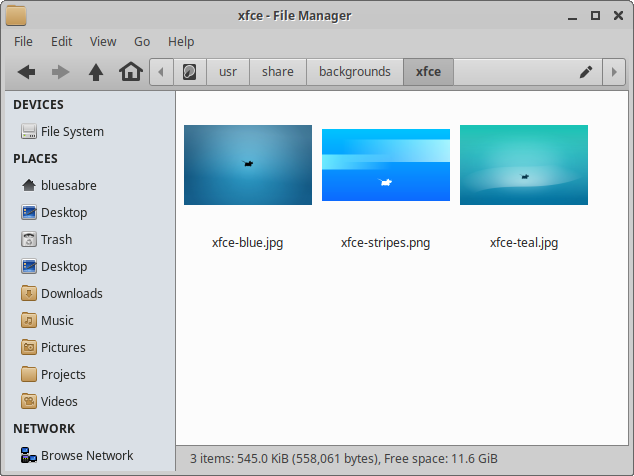 xfce - File Manager
File Edit View Go Help
usr share backgrounds xfce
DEVICES
File System
PLACES
bluesabre
Desktop
Trash
Desktop
Downloads
Music
Pictures
Projects
Videos
NETWORK
Browse Network
xfce-blue.jpg xfce-stripes.png xfce-teal.jpg
3 items: 545.0 KiB (558,061 bytes), Free space: 11.6 GiB